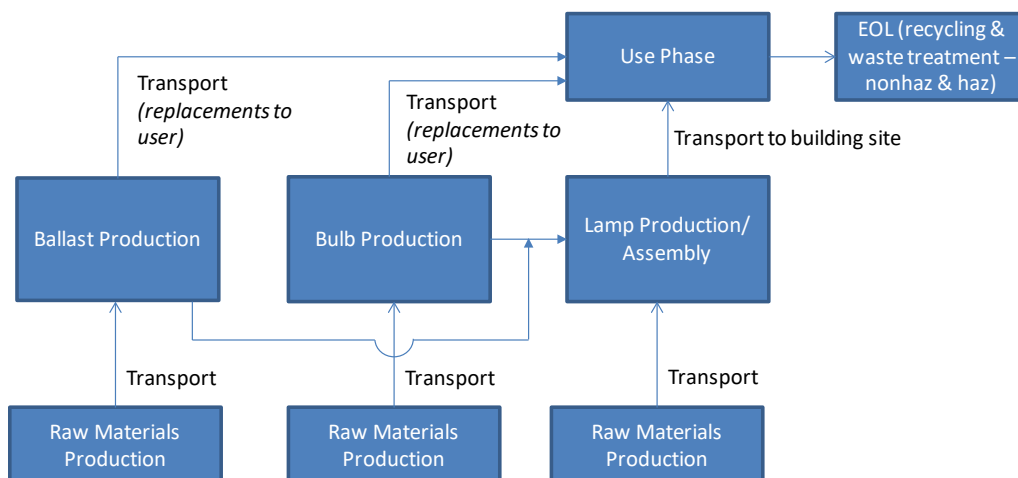 Use Phase
EOL (recycling &
waste treatment –
nonhaz & haz)
Transport
(replacements to
user)
Transport
(replacements to
user)
Transport to building site
Ballast Production
Bulb Production
Lamp Production/
Assembly
Transport
Transport
Transport
Raw Materials
Production
Raw Materials
Production
Raw Materials
Production